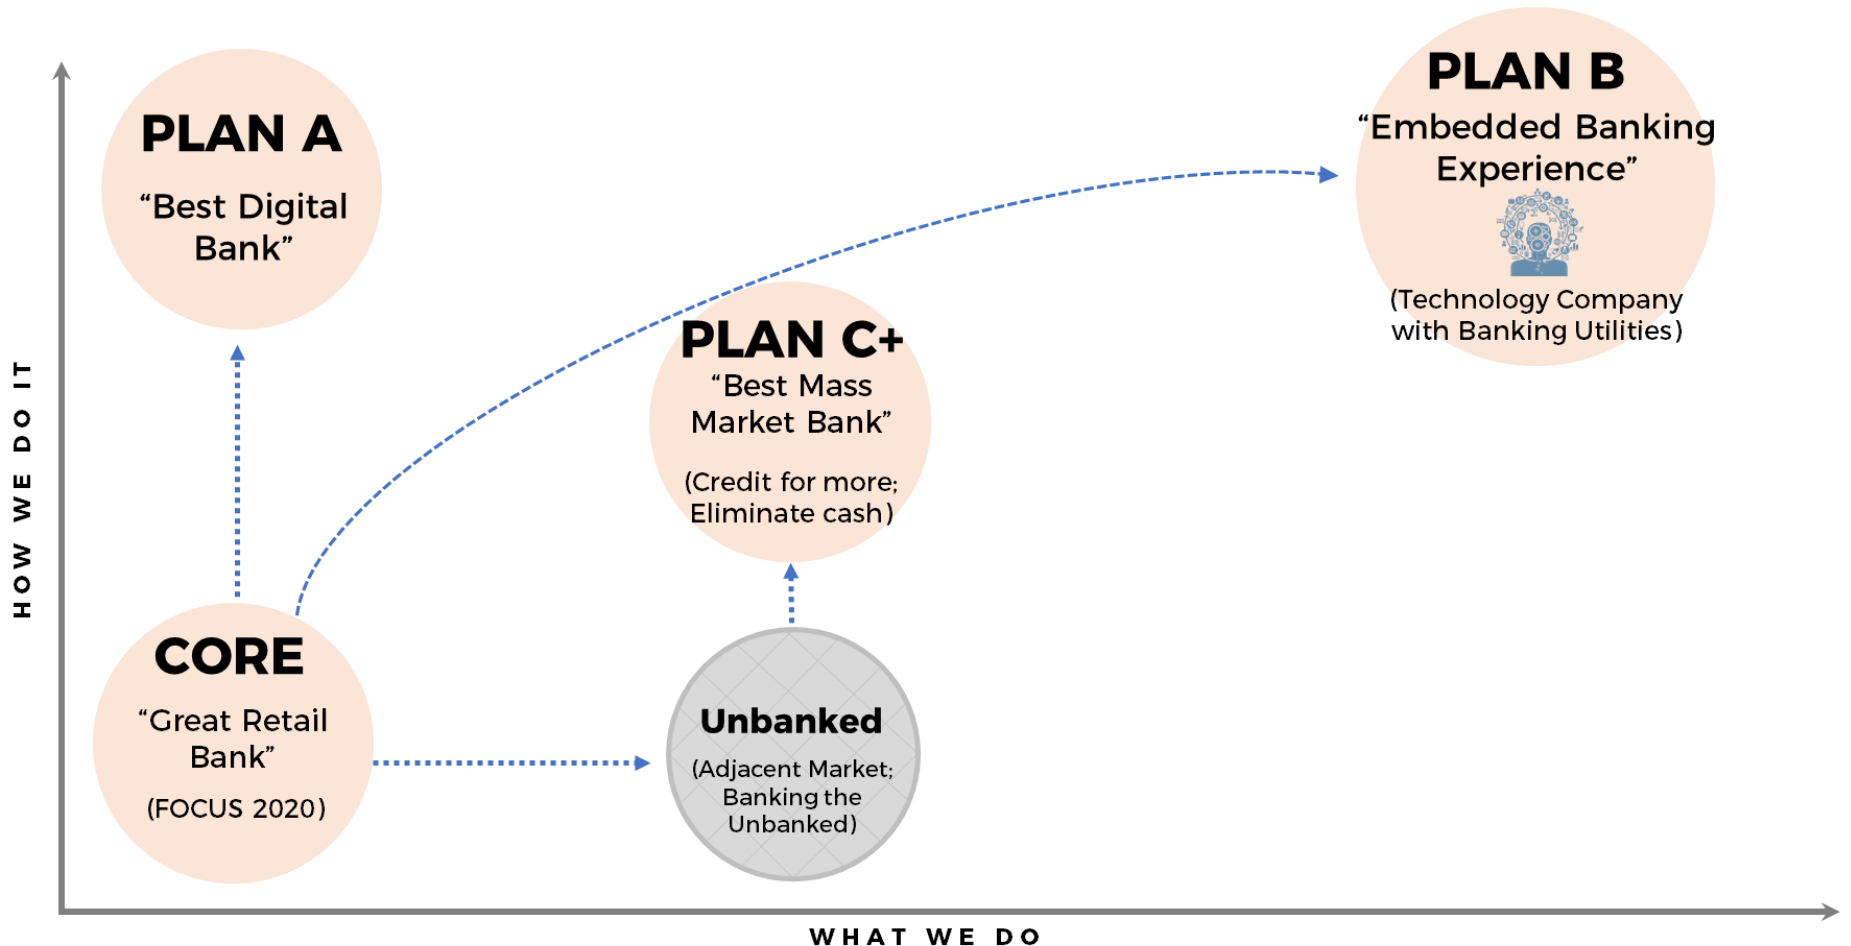 PLAN A
“Best Digital
Bank”
PLAN B
“Embedded Banking
Experience”
(Technology Company
with Banking Utilities)
PLAN C+
“Best Mass
Market Bank”
(Credit for more;
Eliminate cash)
CORE
“Great Retail
Bank”
(FOCUS 2020)
Unbanked
(Adjacent Market;
Banking the
Unbanked)
HOW WE DO IT
WHAT WE DO